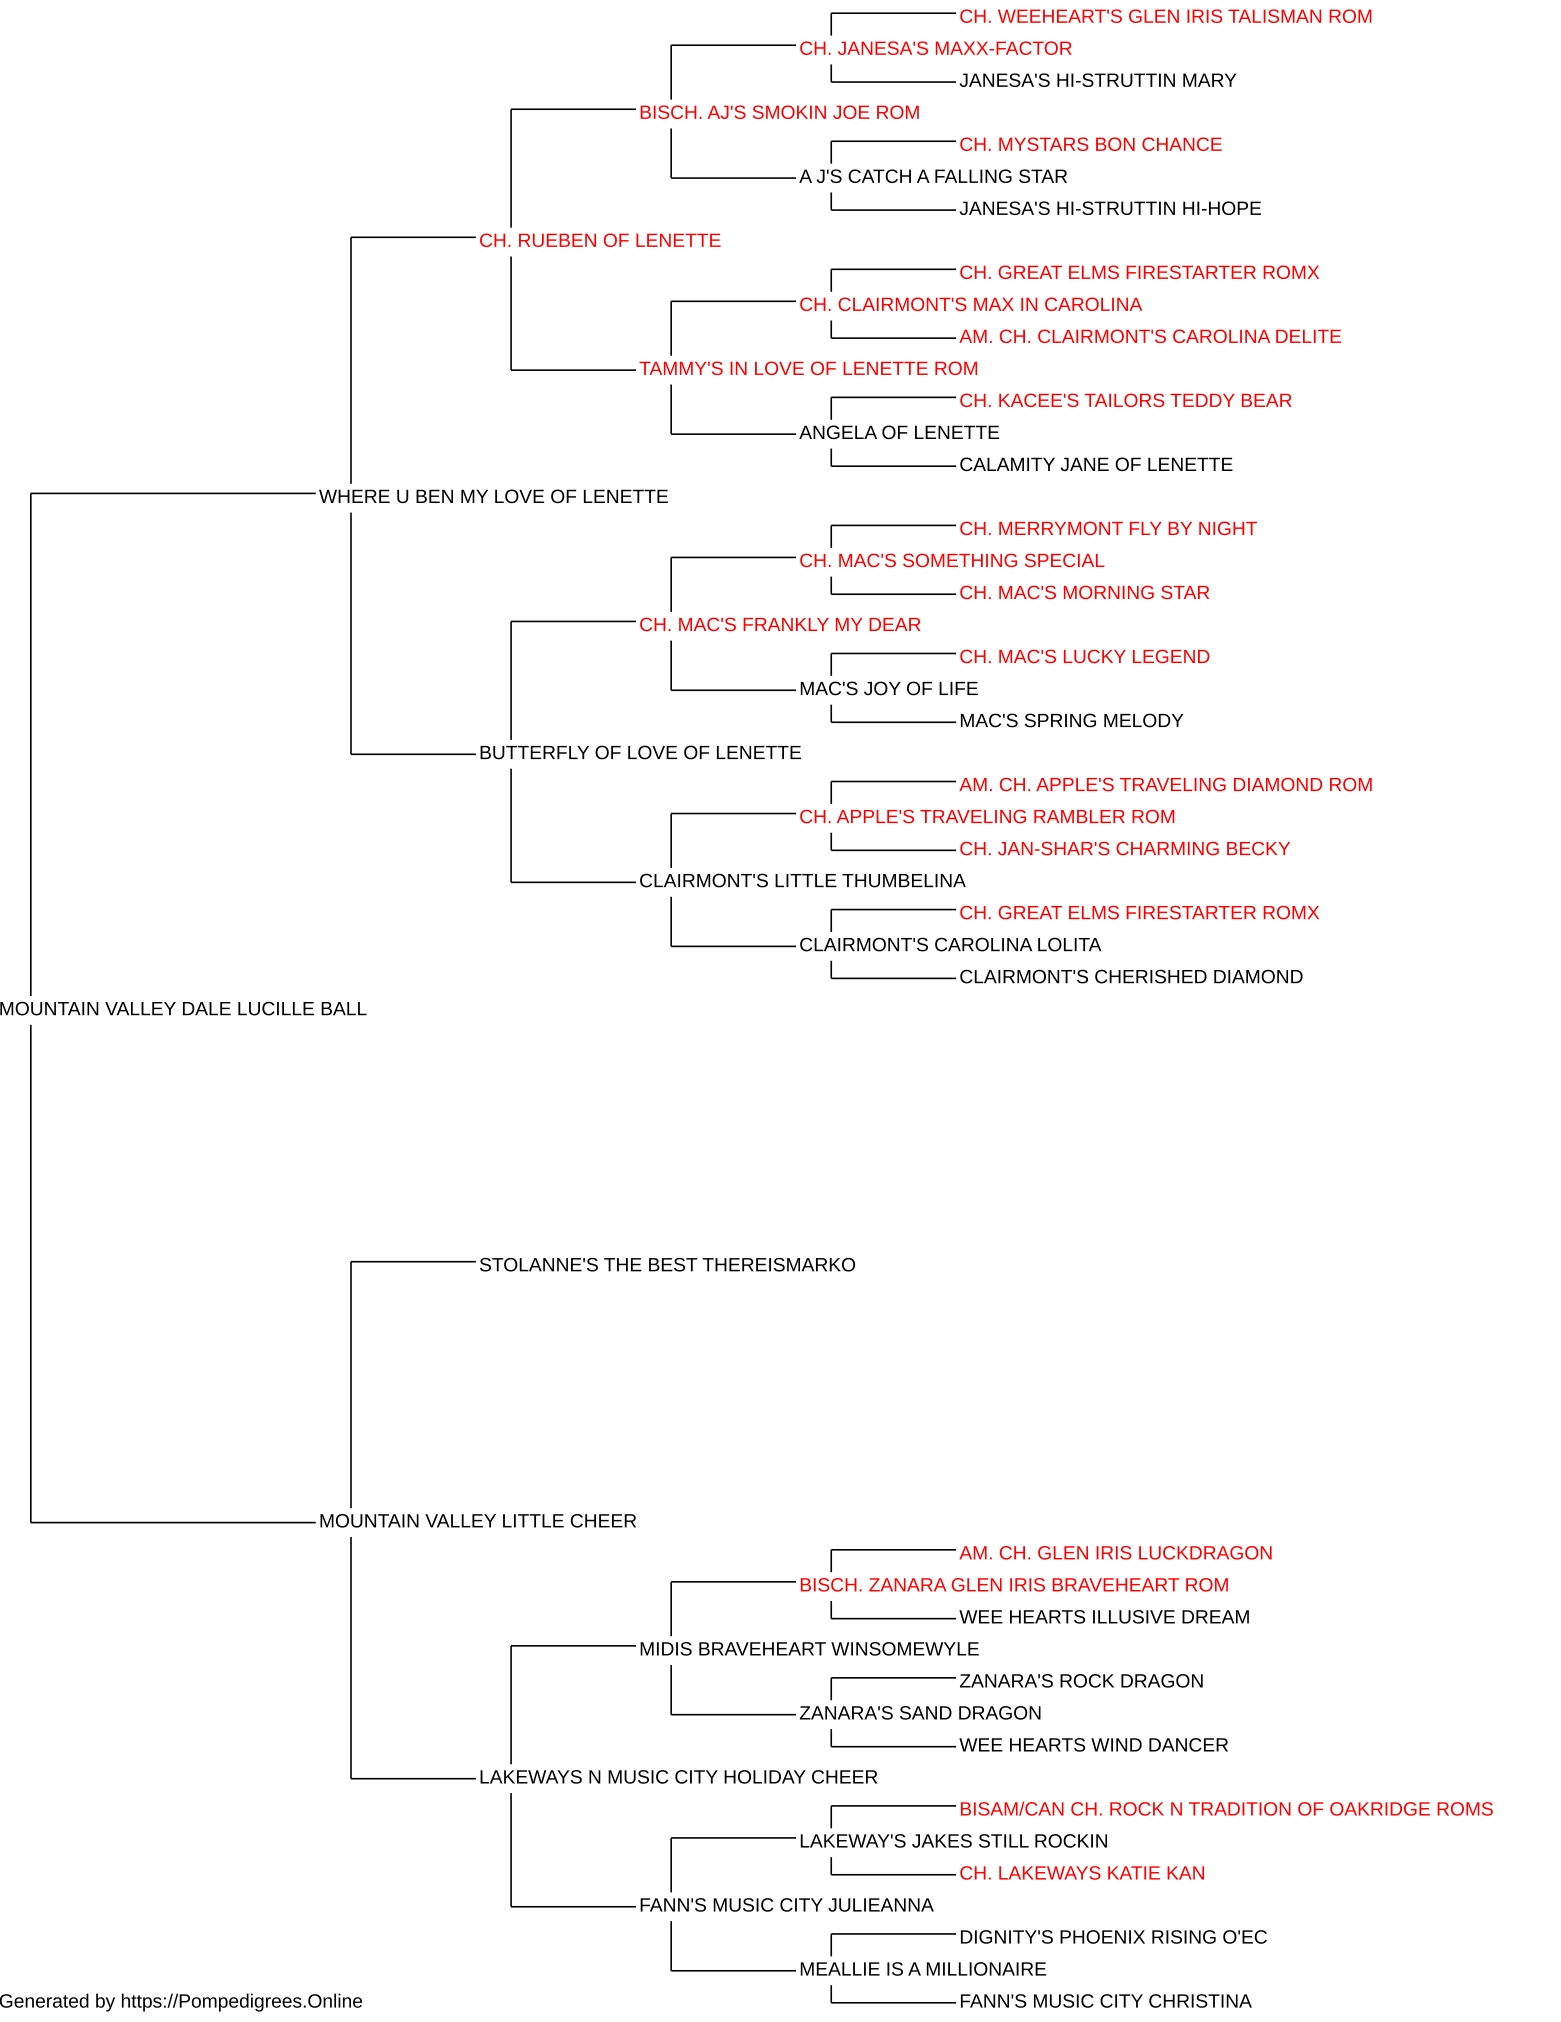 CH. WEEHEART'S GLEN IRIS TALISMAN ROM
CH. JANESA'S MAXX-FACTOR
JANESA'S HI-STRUTTIN MARY
BISCH. AJ'S SMOKIN JOE ROM
CH. MYSTARS BON CHANCE
A J'S CATCH A FALLING STAR
JANESA'S HI-STRUTTIN HI-HOPE
CH. RUEBEN OF LENETTE
CH. GREAT ELMS FIRESTARTER ROMX
CH. CLAIRMONT'S MAX IN CAROLINA
AM. CH. CLAIRMONT'S CAROLINA DELITE
TAMMY'S IN LOVE OF LENETTE ROM
CH. KACEE'S TAILORS TEDDY BEAR
ANGELA OF LENETTE
CALAMITY JANE OF LENETTE
WHERE U BEN MY LOVE OF LENETTE
CH. MERRYMONT FLY BY NIGHT
CH. MAC'S SOMETHING SPECIAL
CH. MAC'S MORNING STAR
CH. MAC'S FRANKLY MY DEAR
CH. MAC'S LUCKY LEGEND
MAC'S JOY OF LIFE
MAC'S SPRING MELODY
BUTTERFLY OF LOVE OF LENETTE
AM. CH. APPLE'S TRAVELING DIAMOND ROM
CH. APPLE'S TRAVELING RAMBLER ROM
CH. JAN-SHAR'S CHARMING BECKY
CLAIRMONT'S LITTLE THUMBELINA
CH. GREAT ELMS FIRESTARTER ROMX
CLAIRMONT'S CAROLINA LOLITA
CLAIRMONT'S CHERISHED DIAMOND
MOUNTAIN VALLEY DALE LUCILLE BALL
STOLANNE'S THE BEST THEREISMARKO
MOUNTAIN VALLEY LITTLE CHEER
AM. CH. GLEN IRIS LUCKDRAGON
BISCH. ZANARA GLEN IRIS BRAVEHEART ROM
WEE HEARTS ILLUSIVE DREAM
MIDIS BRAVEHEART WINSOMEWYLE
ZANARA'S ROCK DRAGON
ZANARA'S SAND DRAGON
WEE HEARTS WIND DANCER
LAKEWAYS N MUSIC CITY HOLIDAY CHEER
BISAM/CAN CH. ROCK N TRADITION OF OAKRIDGE ROMS
LAKEWAY'S JAKES STILL ROCKIN
CH. LAKEWAYS KATIE KAN
FANN'S MUSIC CITY JULIEANNA
DIGNITY'S PHOENIX RISING O'EC
MEALLIE IS A MILLIONAIRE
FANN'S MUSIC CITY CHRISTINA
Generated by https://Pompedigrees.Online